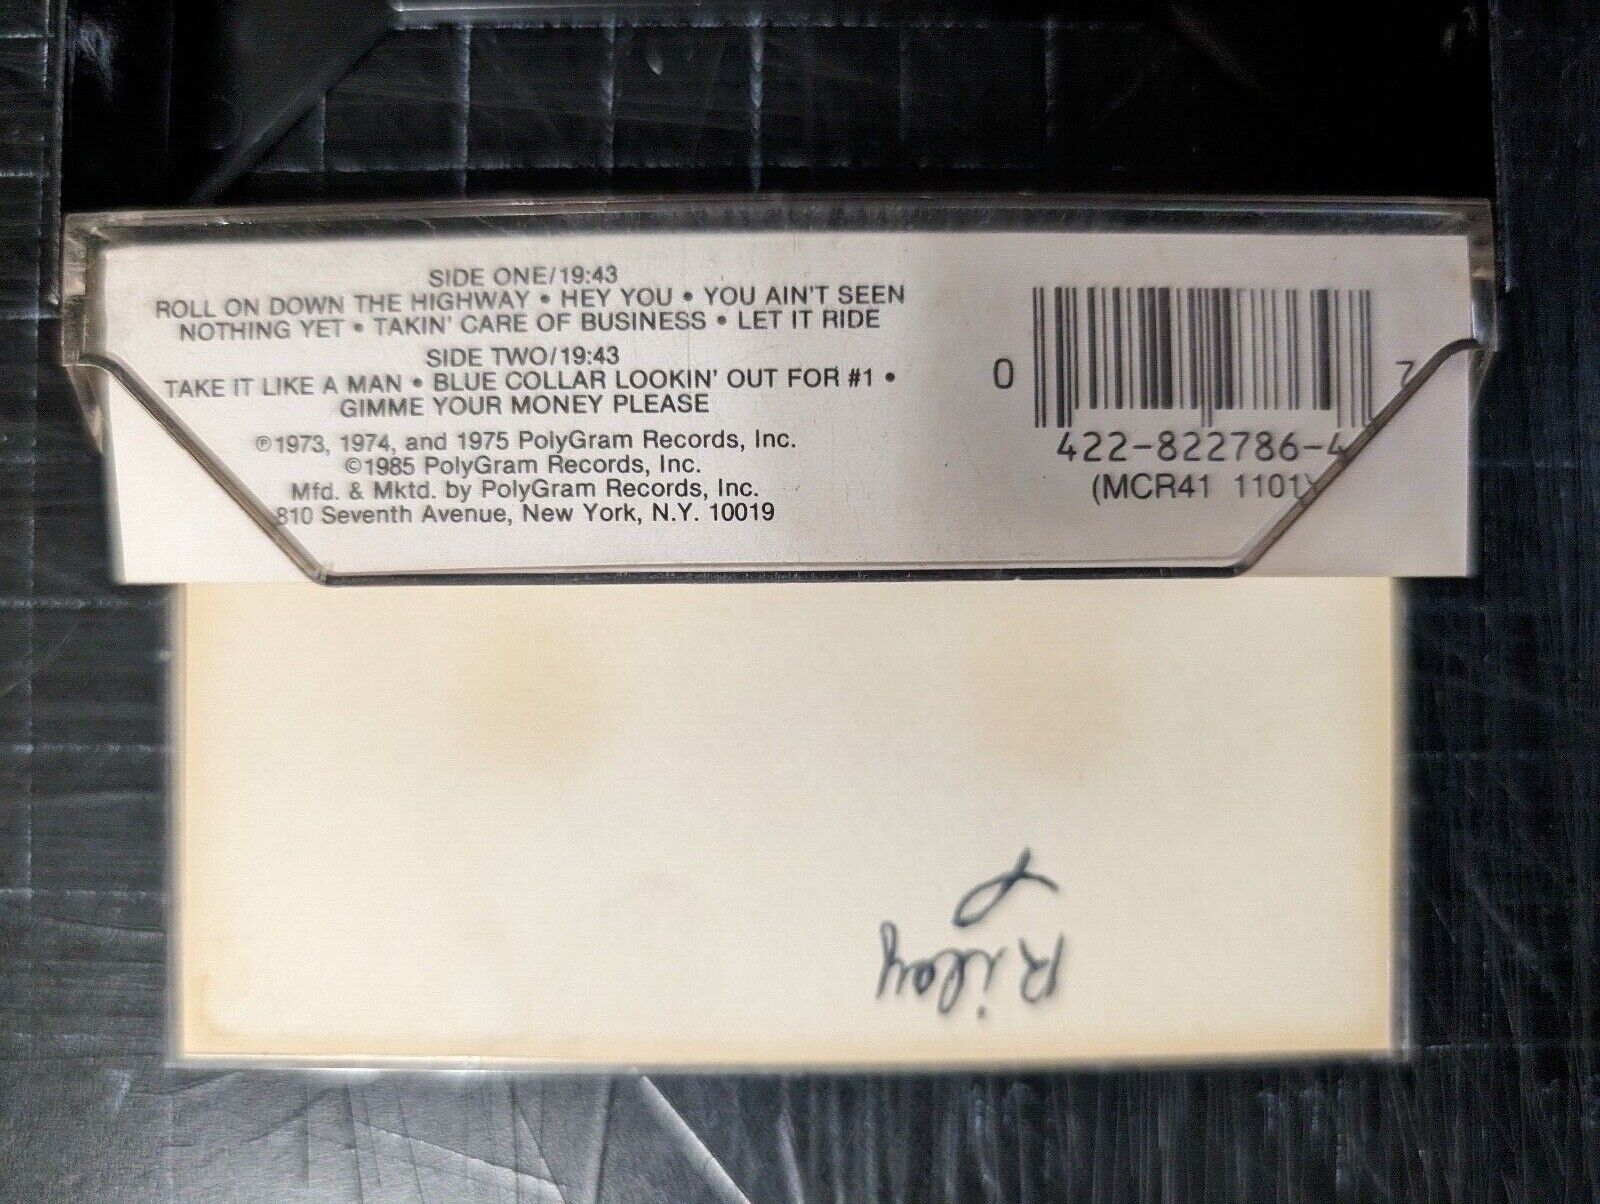 SIDE ONE/19:43
ROLL ON DOWN THE HIGHWAY • HEY YOU • YOU AIN'T SEEN
NOTHING YET • TAKIN' CARE OF BUSINESS • LET IT RIDE
SIDE TWO/19:43
TAKE IT LIKE A MAN • BLUE COLLAR LOOKIN' OUT FOR #1 •
GIMME YOUR MONEY PLEASE
℗1973, 1974, and 1975 PolyGram Records, Inc.
©1985 PolyGram Records, Inc.
Mfd. & Mktd. by PolyGram Records, Inc.
810 Seventh Avenue, New York, N.Y. 10019
0 7
422-822786-4
(MCR41 1101)
Riley